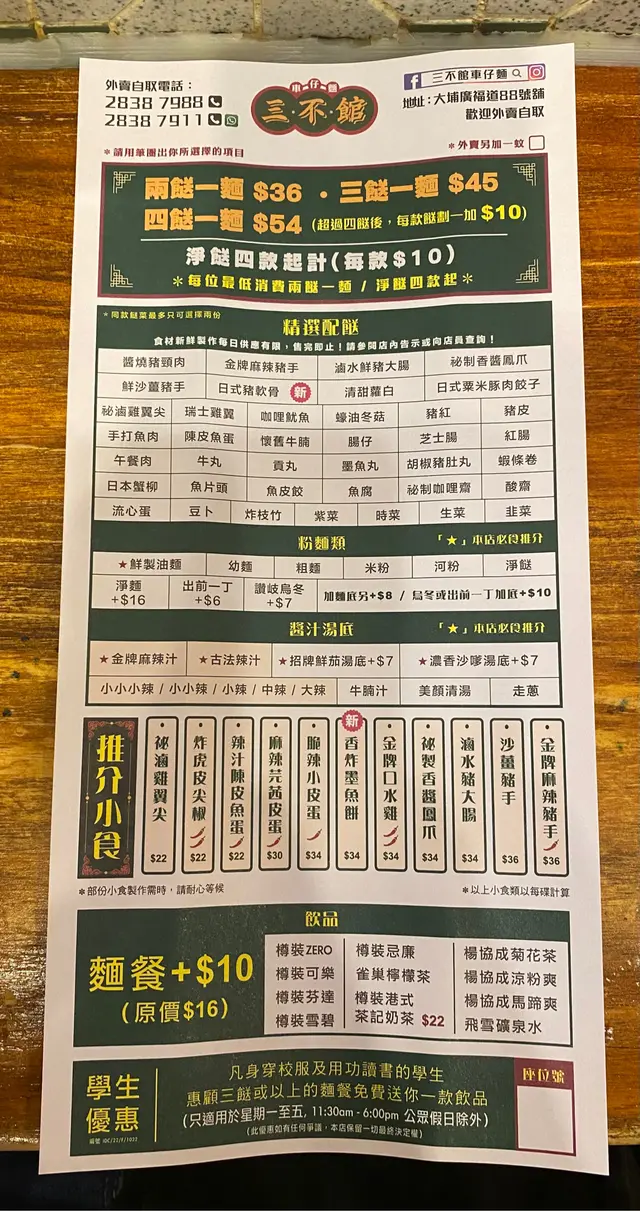 外賣自取電話：
2838 7988
2838 7911
車仔麵
三·不·館
三不館車仔麵
地址：大埔廣福道88號舖
歡迎外賣自取
*請用筆圈出你所選擇的項目
*外賣另加一蚊
兩餸一麵 $36 · 三餸一麵 $45
四餸一麵 $54 (超過四餸後，每款餸劃一加 $10)
淨餸四款起計(每款$10)
*每位最低消費兩餸一麵 / 淨餸四款起*
*同款餸菜最多只可選擇兩份
精選配餸
食材新鮮製作每日供應有限，售完即止！請參閱店內告示或向店員查詢！
醬燒豬頸肉 金牌麻辣豬手 滷水鮮豬大腸 祕制香醬鳳爪
鮮沙薑豬手 日式豬軟骨 新 清甜蘿白 日式粟米豚肉餃子
祕滷雞翼尖 瑞士雞翼 咖哩魷魚 蠔油冬菇 豬紅 豬皮
手打魚肉 陳皮魚蛋 懷舊牛腩 腸仔 芝士腸 紅腸
午餐肉 牛丸 貢丸 墨魚丸 胡椒豬肚丸 蝦條卷
日本蟹柳 魚片頭 魚皮餃 魚腐 祕制咖哩齋 酸齋
流心蛋 豆卜 炸枝竹 紫菜 時菜 生菜 韭菜
粉麵類 「★」本店必食推介
★鮮製油麵 幼麵 粗麵 米粉 河粉 淨餸
淨麵 +$16 出前一丁 +$6 讚岐烏冬 +$7 加麵底另+$8 / 烏冬或出前一丁加底+$10
醬汁湯底 「★」本店必食推介
★金牌麻辣汁 ★古法辣汁 ★招牌鮮茄湯底+$7 ★濃香沙嗲湯底+$7
小小小辣 / 小小辣 / 小辣 / 中辣 / 大辣 牛腩汁 美顏清湯 走蔥
推介小食
祕滷雞翼尖 $22
炸虎皮尖椒 $22
辣汁陳皮魚蛋 $22
麻辣芫茜皮蛋 $30
脆辣小皮蛋 $34
新
香炸墨魚餅 $34
金牌口水雞 $34
祕製香醬鳳爪 $34
滷水豬大腸 $34
沙薑豬手 $36
金牌麻辣豬手 $36
*部份小食製作需時，請耐心等候
*以上小食類以每碟計算
飲品
麵餐+$10
(原價$16)
樽裝ZERO 樽裝忌廉 楊協成菊花茶
樽裝可樂 雀巢檸檬茶 楊協成涼粉爽
樽裝芬達 樽裝港式 楊協成馬蹄爽
樽裝雪碧 茶記奶茶 $22 飛雪礦泉水
學生
優惠
凡身穿校服及用功讀書的學生
惠顧三餸或以上的麵餐免費送你一款飲品
(只適用於星期一至五, 11:30am - 6:00pm 公眾假日除外)
(此優惠如有任何爭議，本店保留一切最終決定權)
座位號